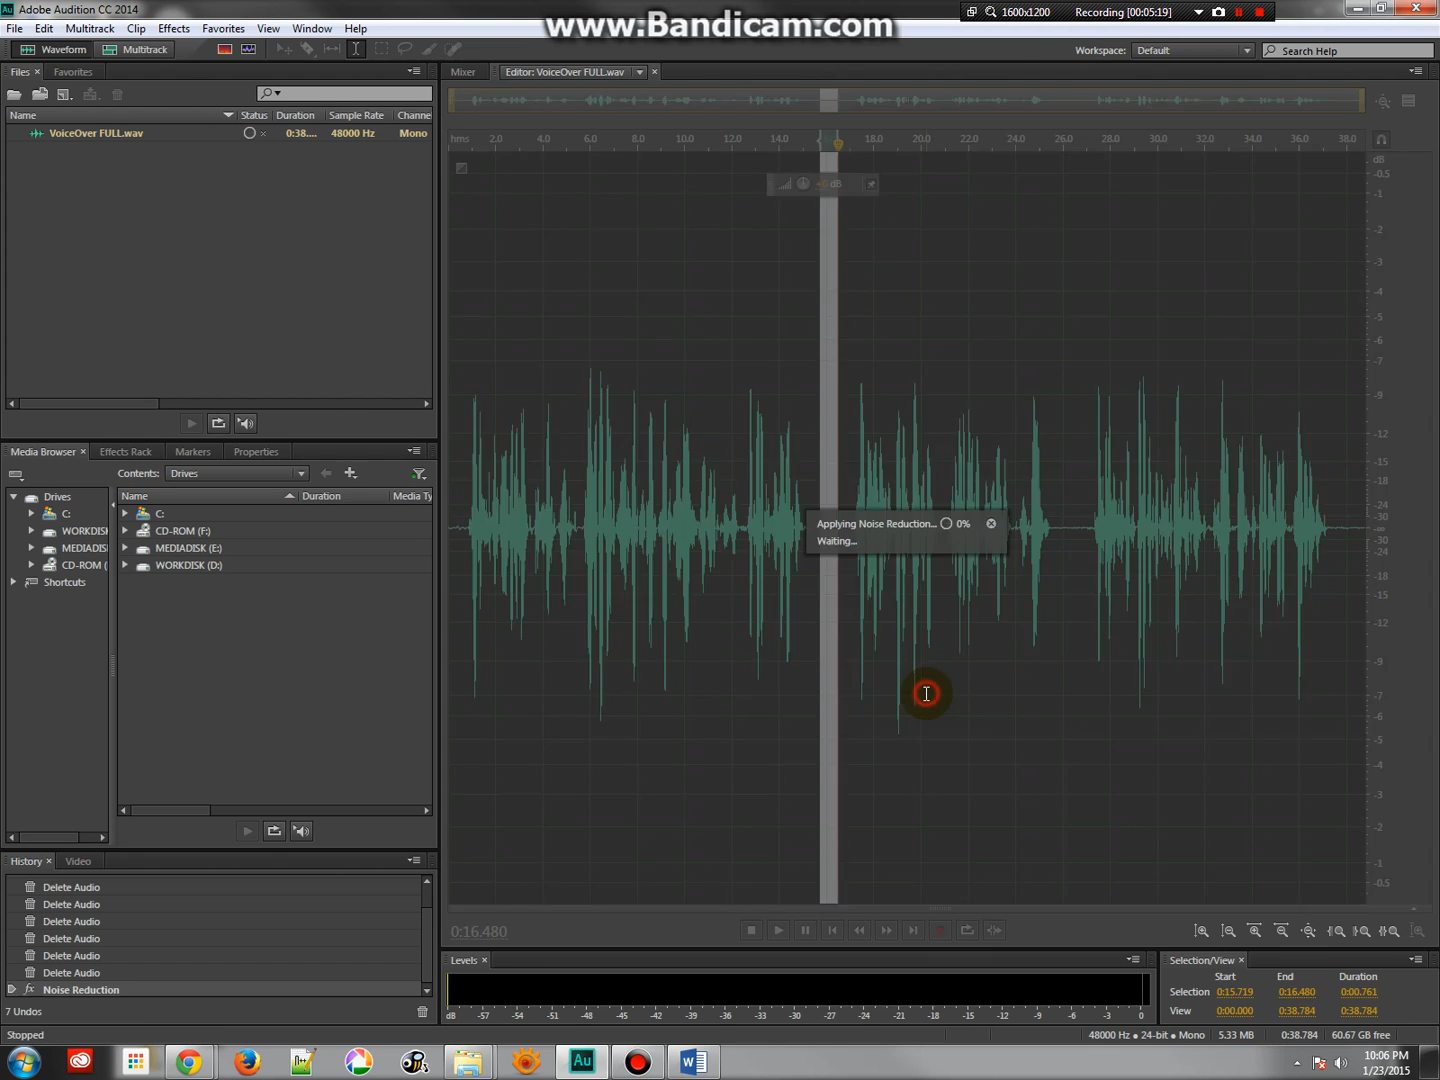 Adobe Audition CC 2014
www.Bandicam.com
1600x1200
Recording [00:05:19]
File Edit Multitrack Clip Effects Favorites View Window Help
Waveform Multitrack
Workspace: Default
Search Help
Files × Favorites
Mixer Editor: VoiceOver FULL.wav ×
Name Status Duration Sample Rate Channe
VoiceOver FULL.wav 0:38.... 48000 Hz Mono
hms 2.0 4.0 6.0 8.0 10.0 12.0 14.0 18.0 20.0 22.0 24.0 26.0 28.0 30.0 32.0 34.0 36.0 38.0
dB
-0.5
-1
-2
-3
-4
-5
-6
-7
-9
-12
-15
-18
-24
-30
-∞
-30
-24
-18
-15
-12
-9
-7
-6
-5
-4
-3
-2
-1
-0.5
+0 dB
Applying Noise Reduction... 0%
Waiting...
Media Browser × Effects Rack Markers Properties
Contents: Drives
Drives
C:
WORKDISK
MEDIADISK
CD-ROM (
Shortcuts
Name Duration Media Ty
C:
CD-ROM (F:)
MEDIADISK (E:)
WORKDISK (D:)
History × Video
Delete Audio
Delete Audio
Delete Audio
Delete Audio
Delete Audio
Delete Audio
fx Noise Reduction
7 Undos
Stopped
0:16.480
Levels ×
dB -57 -54 -51 -48 -45 -42 -39 -36 -33 -30 -27 -24 -21 -18 -15 -12 -9 -6 -3 0
Selection/View ×
Start End Duration
Selection 0:15.719 0:16.480 0:00.761
View 0:00.000 0:38.784 0:38.784
48000 Hz • 24-bit • Mono 5.33 MB 0:38.784 60.67 GB free
Au
10:06 PM
1/23/2015